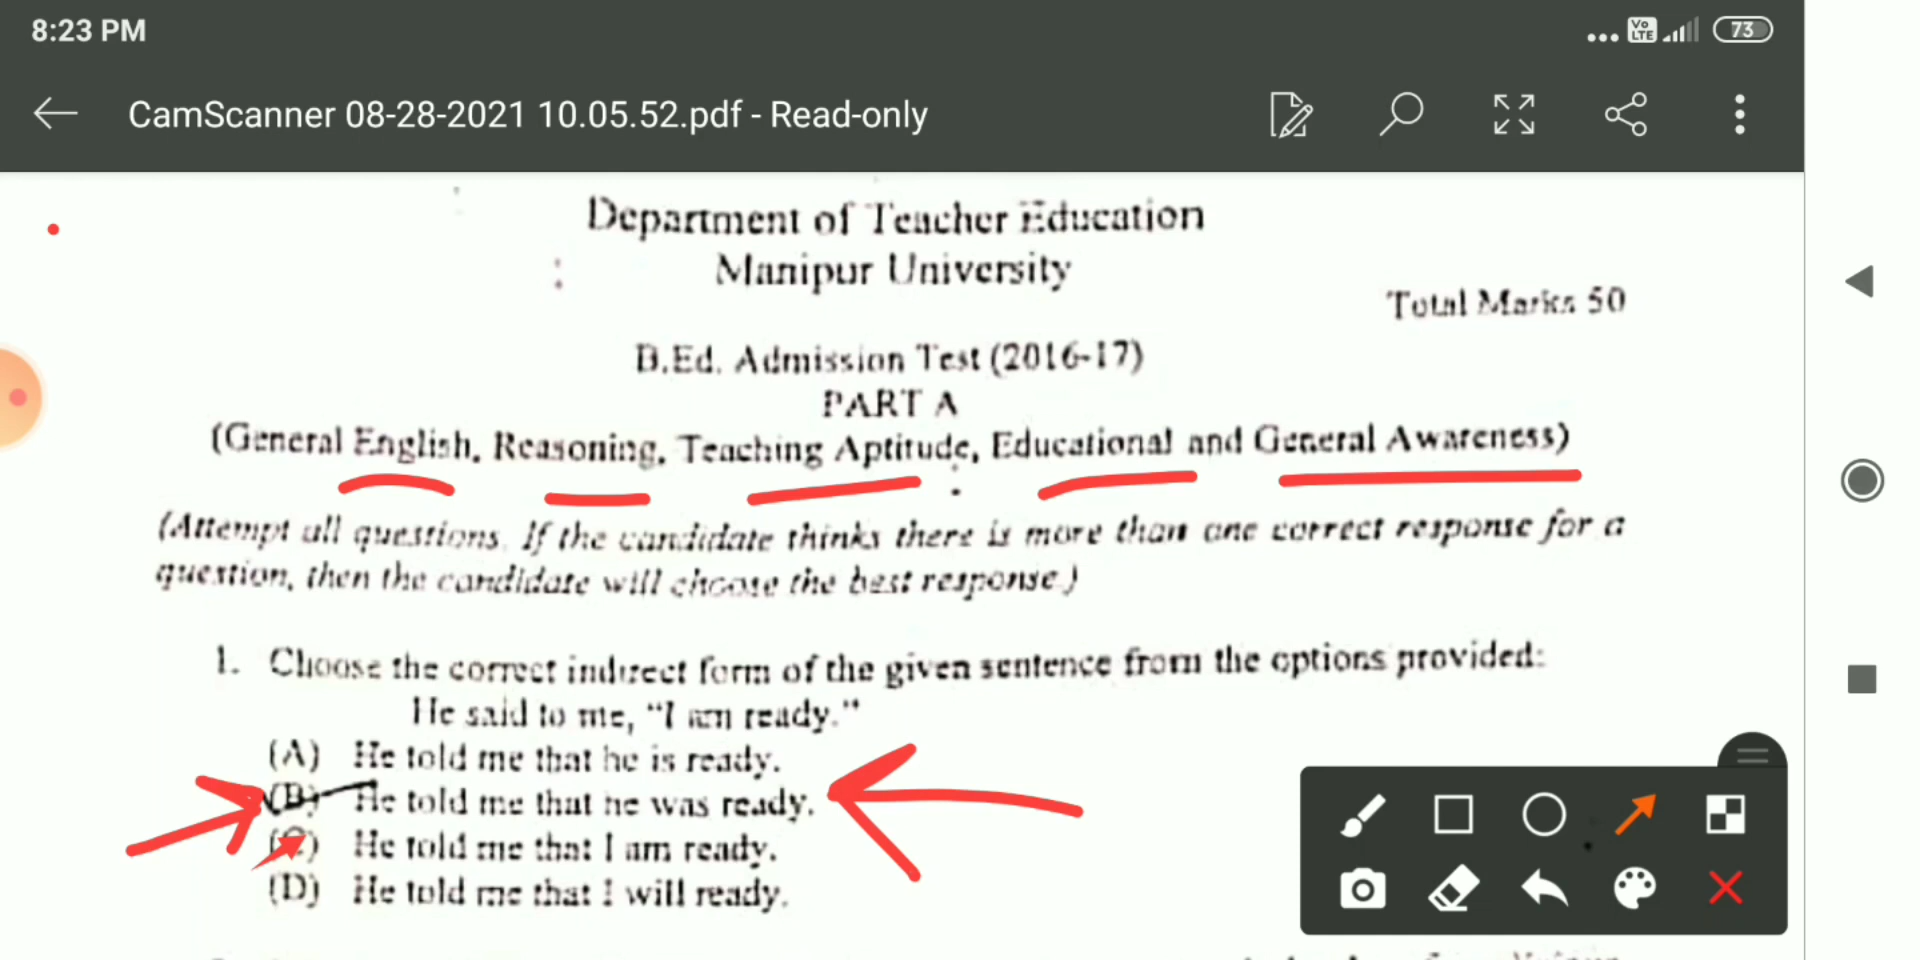 8:23 PM
Vo LTE 73
CamScanner 08-28-2021 10.05.52.pdf - Read-only
Department of Teacher Education
Manipur University
Total Marks 50
B.Ed. Admission Test (2016-17)
PART A
(General English, Reasoning, Teaching Aptitude, Educational and General Awareness)
(Attempt all questions. If the candidate thinks there is more than one correct response for a
question, then the candidate will choose the best response.)
1. Choose the correct indirect form of the given sentence from the options provided:
He said to me, “I am ready.”
(A) He told me that he is ready.
(B) He told me that he was ready.
(C) He told me that I am ready.
(D) He told me that I will ready.